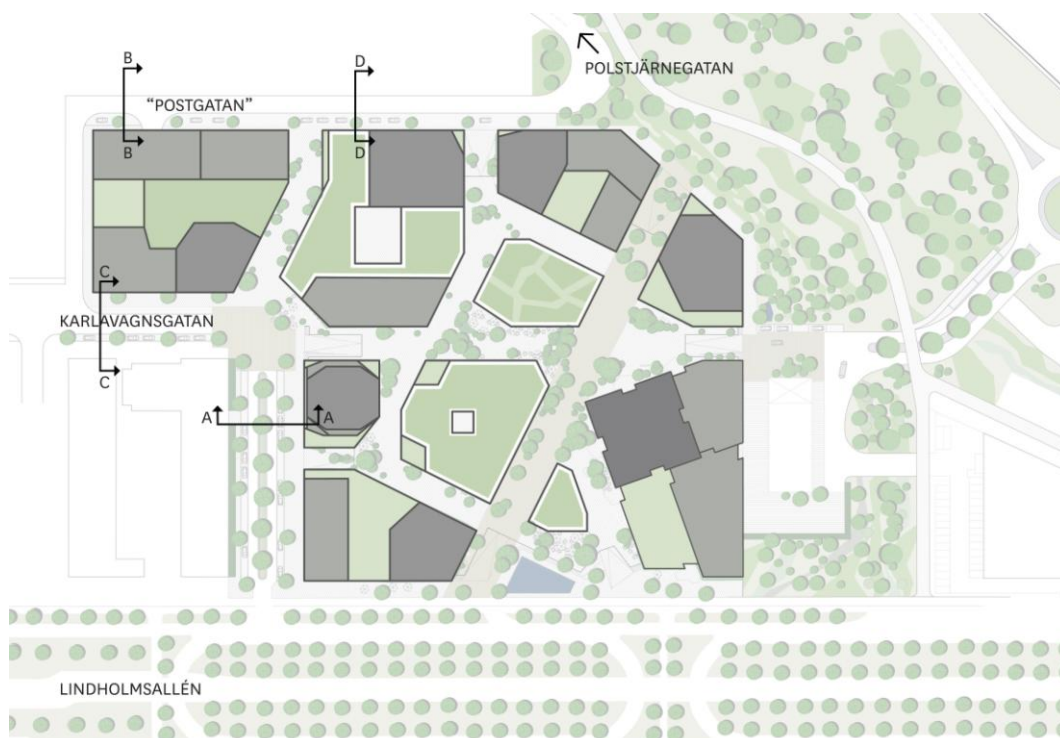 B
D
POLSTJÄRNEGATAN
"POSTGATAN"
B
D
C
KARLAVAGNSGATAN
C
A
A
LINDHOLMSALLÉN